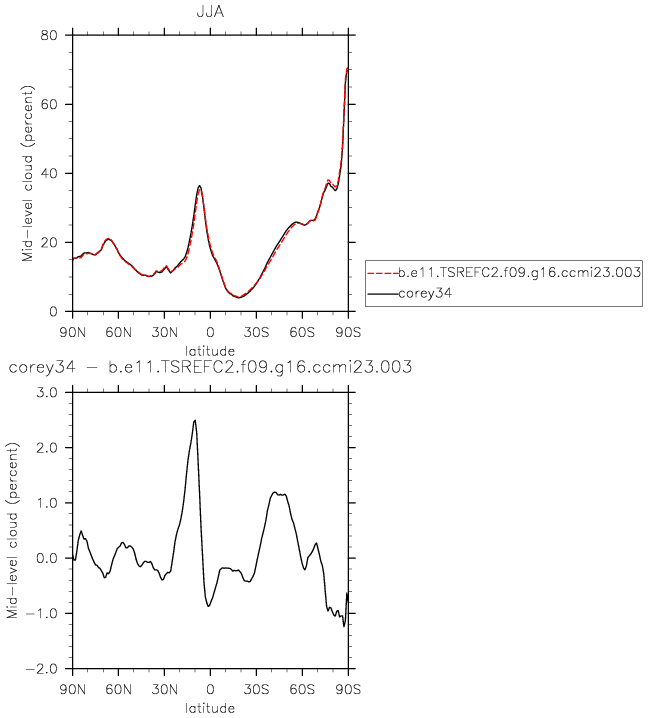 JJA
80
60
40
20
0
Mid-level cloud (percent)
90N 60N 30N 0 30S 60S 90S
latitude
b.e11.TSREFC2.f09.g16.ccmi23.003
corey34
corey34 - b.e11.TSREFC2.f09.g16.ccmi23.003
3.0
2.0
1.0
0.0
-1.0
-2.0
Mid-level cloud (percent)
90N 60N 30N 0 30S 60S 90S
latitude